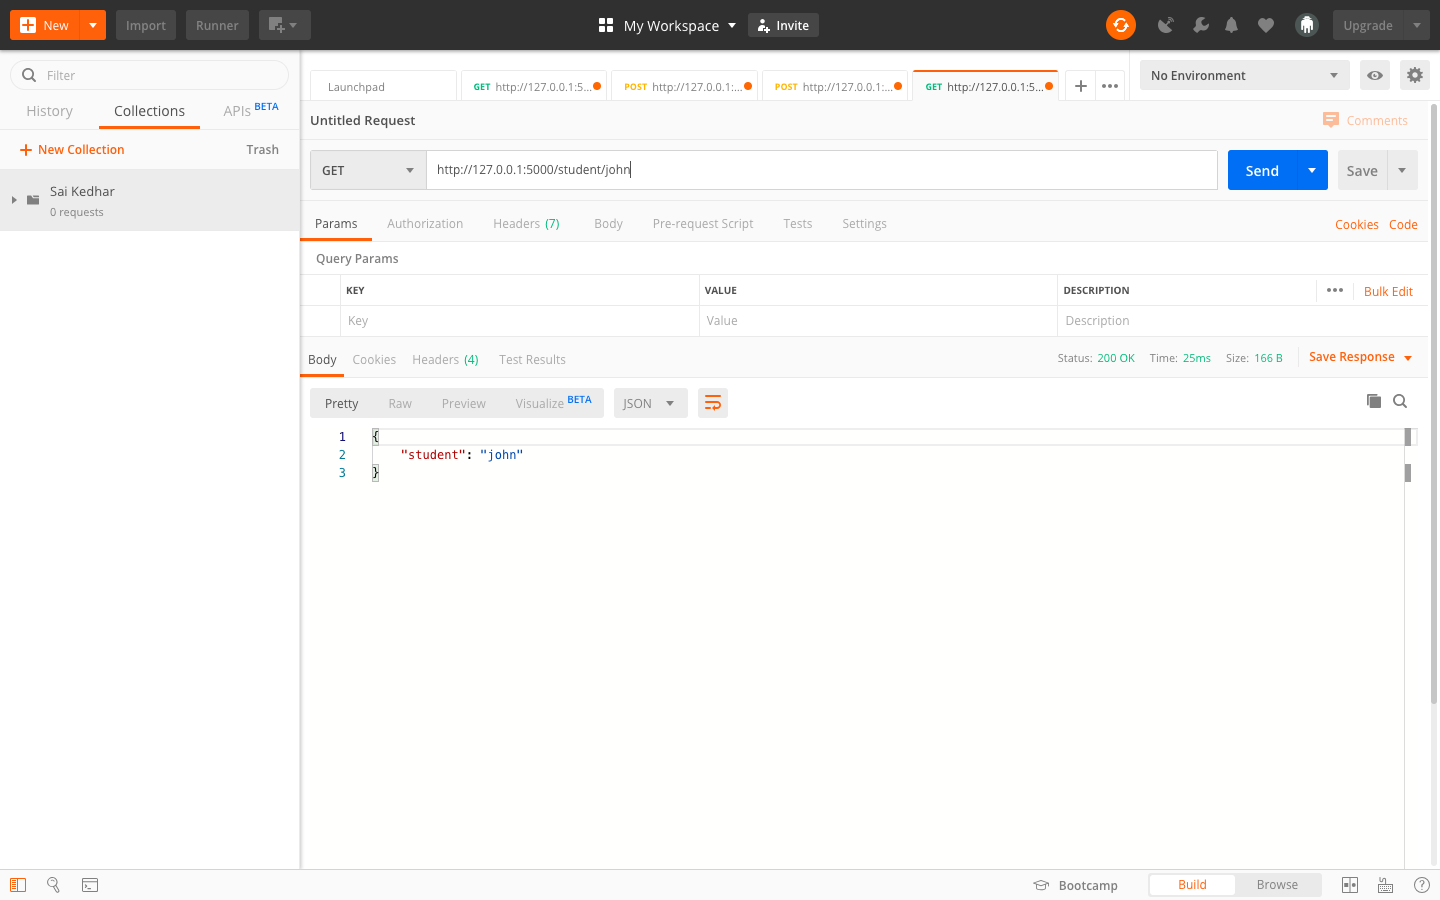 New Import Runner My Workspace Invite Upgrade
Filter
History Collections APIs BETA
New Collection Trash
Sai Kedhar
0 requests
Launchpad GET http://127.0.0.1:5... POST http://127.0.0.1:... POST http://127.0.0.1:... GET http://127.0.0.1:5... No Environment
Untitled Request Comments
GET http://127.0.0.1:5000/student/john Send Save
Params Authorization Headers (7) Body Pre-request Script Tests Settings Cookies Code
Query Params
KEY VALUE DESCRIPTION Bulk Edit
Key Value Description
Body Cookies Headers (4) Test Results Status: 200 OK Time: 25ms Size: 166 B Save Response
Pretty Raw Preview Visualize BETA JSON
1 {
2 "student": "john"
3 }
Bootcamp Build Browse